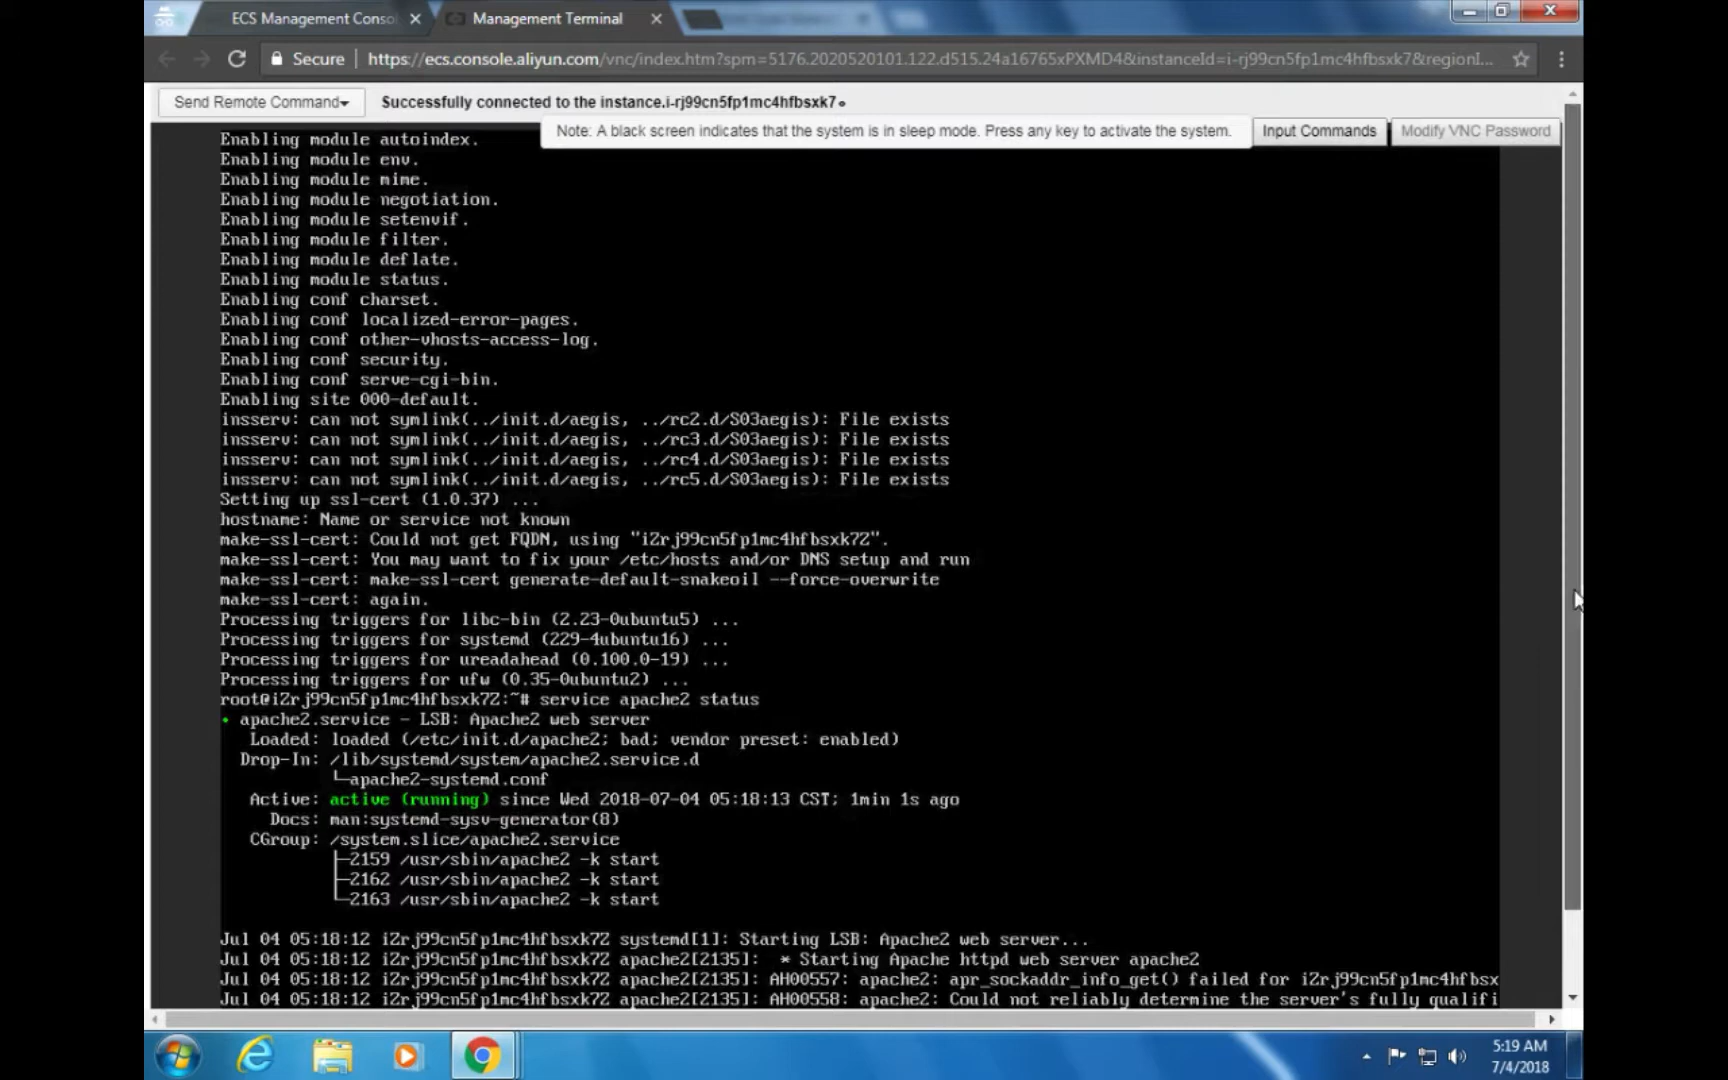 ECS Management Conso
Management Terminal
Secure
https://ecs.console.aliyun.com/vnc/index.htm?spm=5176.2020520101.122.d515.24a16765xPXMD4&instanceId=i-rj99cn5fp1mc4hfbsxk7&regionI...
Send Remote Command
Successfully connected to the instance.i-rj99cn5fp1mc4hfbsxk7。
Note: A black screen indicates that the system is in sleep mode. Press any key to activate the system.
Input Commands
Modify VNC Password
Enabling module autoindex.
Enabling module env.
Enabling module mime.
Enabling module negotiation.
Enabling module setenvif.
Enabling module filter.
Enabling module deflate.
Enabling module status.
Enabling conf charset.
Enabling conf localized-error-pages.
Enabling conf other-vhosts-access-log.
Enabling conf security.
Enabling conf serve-cgi-bin.
Enabling site 000-default.
insserv: can not symlink(../init.d/aegis, ../rc2.d/S03aegis): File exists
insserv: can not symlink(../init.d/aegis, ../rc3.d/S03aegis): File exists
insserv: can not symlink(../init.d/aegis, ../rc4.d/S03aegis): File exists
insserv: can not symlink(../init.d/aegis, ../rc5.d/S03aegis): File exists
Setting up ssl-cert (1.0.37) ...
hostname: Name or service not known
make-ssl-cert: Could not get FQDN, using "iZrj99cn5fp1mc4hfbsxk7Z".
make-ssl-cert: You may want to fix your /etc/hosts and/or DNS setup and run
make-ssl-cert: make-ssl-cert generate-default-snakeoil --force-overwrite
make-ssl-cert: again.
Processing triggers for libc-bin (2.23-0ubuntu5) ...
Processing triggers for systemd (229-4ubuntu16) ...
Processing triggers for ureadahead (0.100.0-19) ...
Processing triggers for ufw (0.35-0ubuntu2) ...
root@iZrj99cn5fp1mc4hfbsxk7Z:~# service apache2 status
• apache2.service - LSB: Apache2 web server
Loaded: loaded (/etc/init.d/apache2; bad; vendor preset: enabled)
Drop-In: /lib/systemd/system/apache2.service.d
└─apache2-systemd.conf
Active: active (running) since Wed 2018-07-04 05:18:13 CST; 1min 1s ago
Docs: man:systemd-sysv-generator(8)
CGroup: /system.slice/apache2.service
├─2159 /usr/sbin/apache2 -k start
├─2162 /usr/sbin/apache2 -k start
└─2163 /usr/sbin/apache2 -k start
Jul 04 05:18:12 iZrj99cn5fp1mc4hfbsxk7Z systemd[1]: Starting LSB: Apache2 web server...
Jul 04 05:18:12 iZrj99cn5fp1mc4hfbsxk7Z apache2[2135]:  * Starting Apache httpd web server apache2
Jul 04 05:18:12 iZrj99cn5fp1mc4hfbsxk7Z apache2[2135]: AH00557: apache2: apr_sockaddr_info_get() failed for iZrj99cn5fp1mc4hfbsx
Jul 04 05:18:12 iZrj99cn5fp1mc4hfbsxk7Z apache2[2135]: AH00558: apache2: Could not reliably determine the server's fully qualifi
5:19 AM
7/4/2018